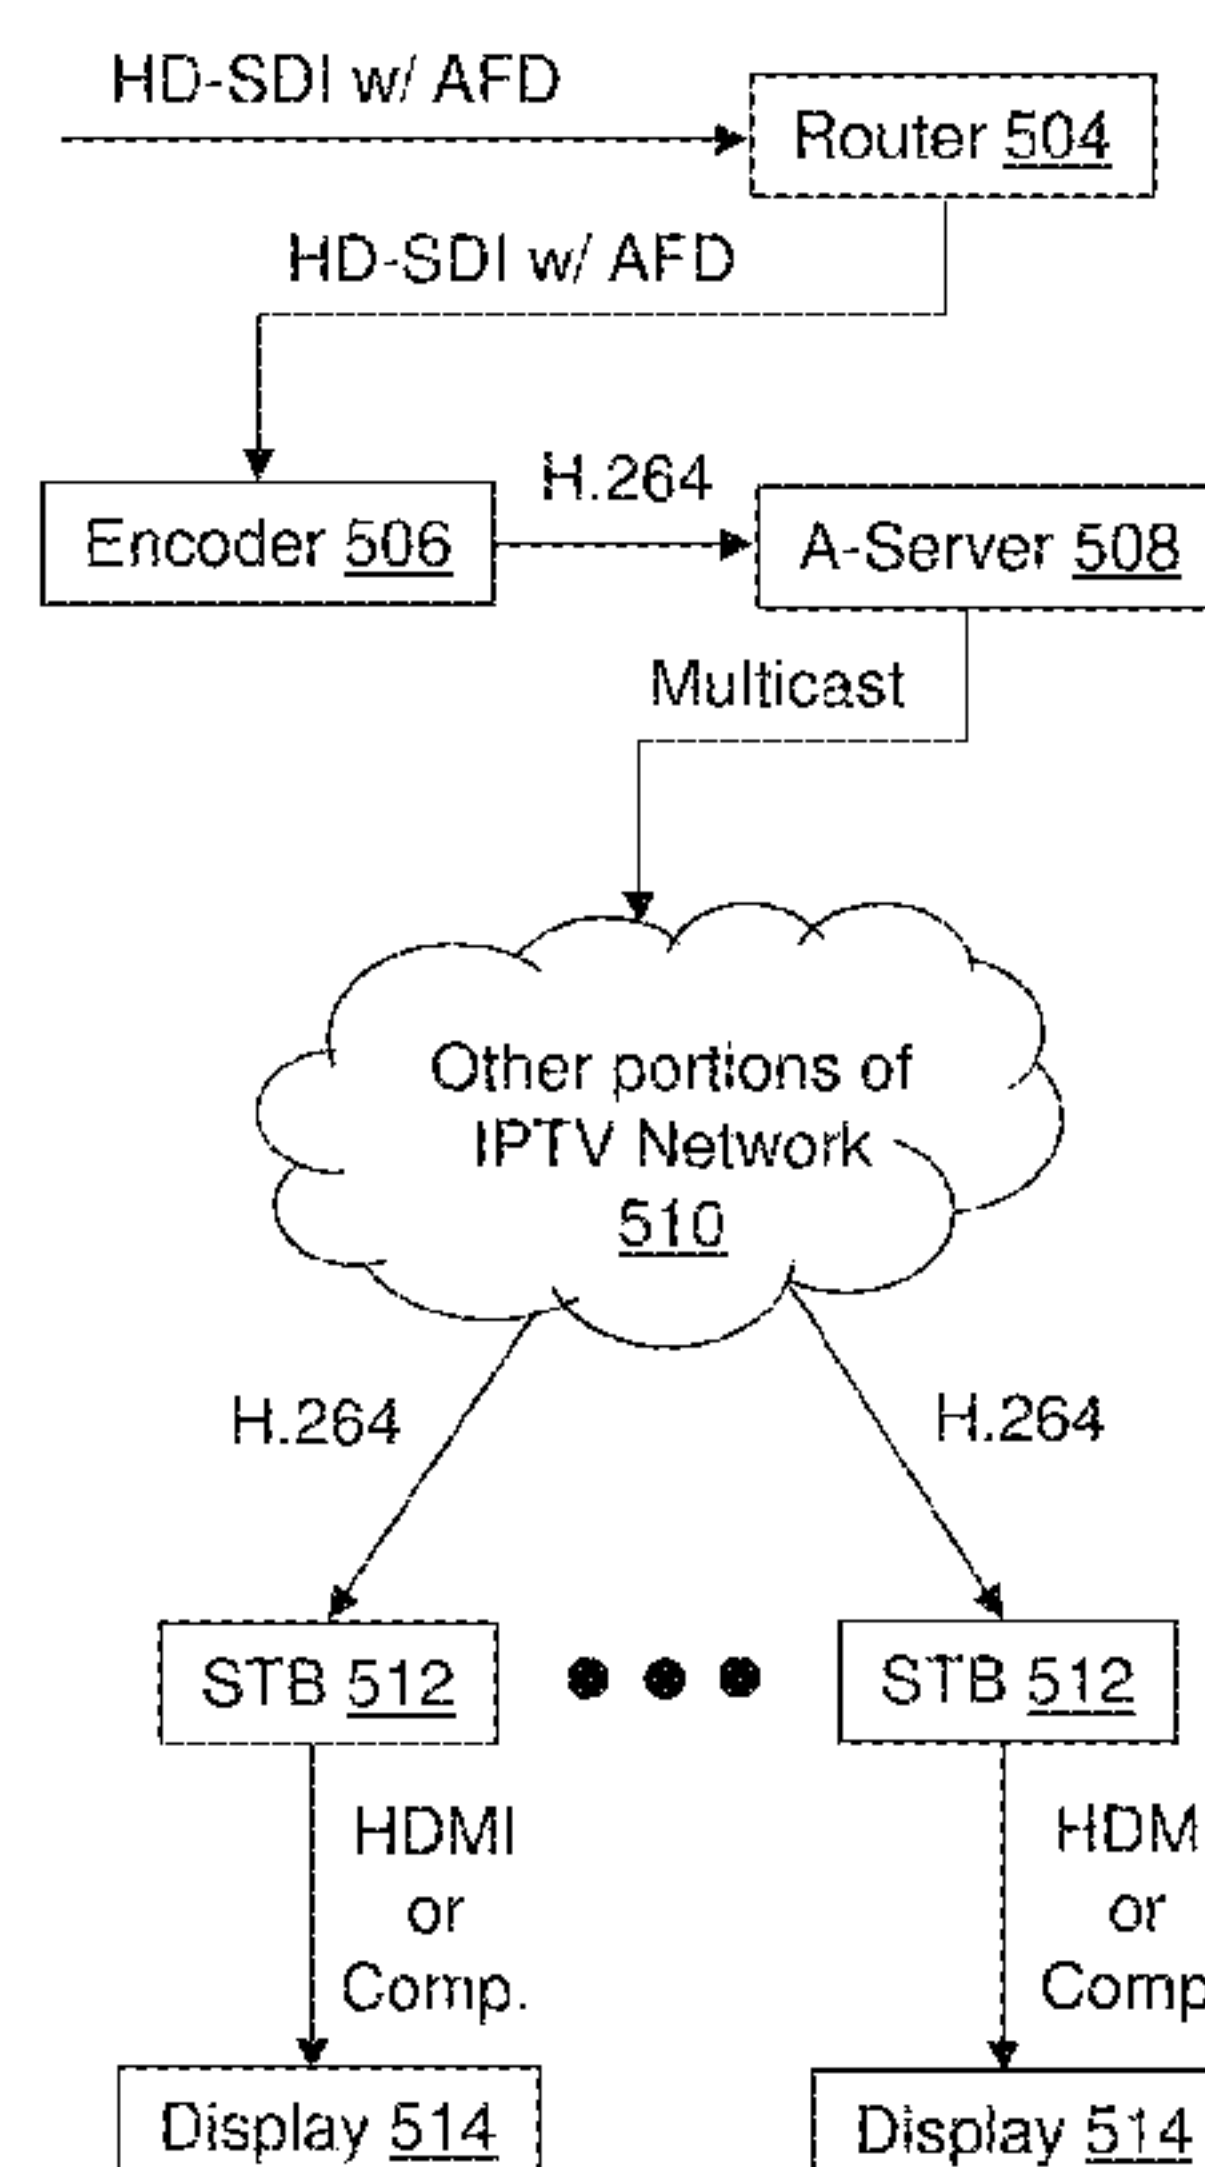 HD-SDI w/ AFD
Router 504
HD-SDI w/ AFD
H.264
Encoder 506
A-Server 508
Multicast
Other portions of
IPTV Network
510
H.264
H.264
STB 512
STB 512
HDMI
or
Comp.
HDM
or
Comp
Display 514
Display 514